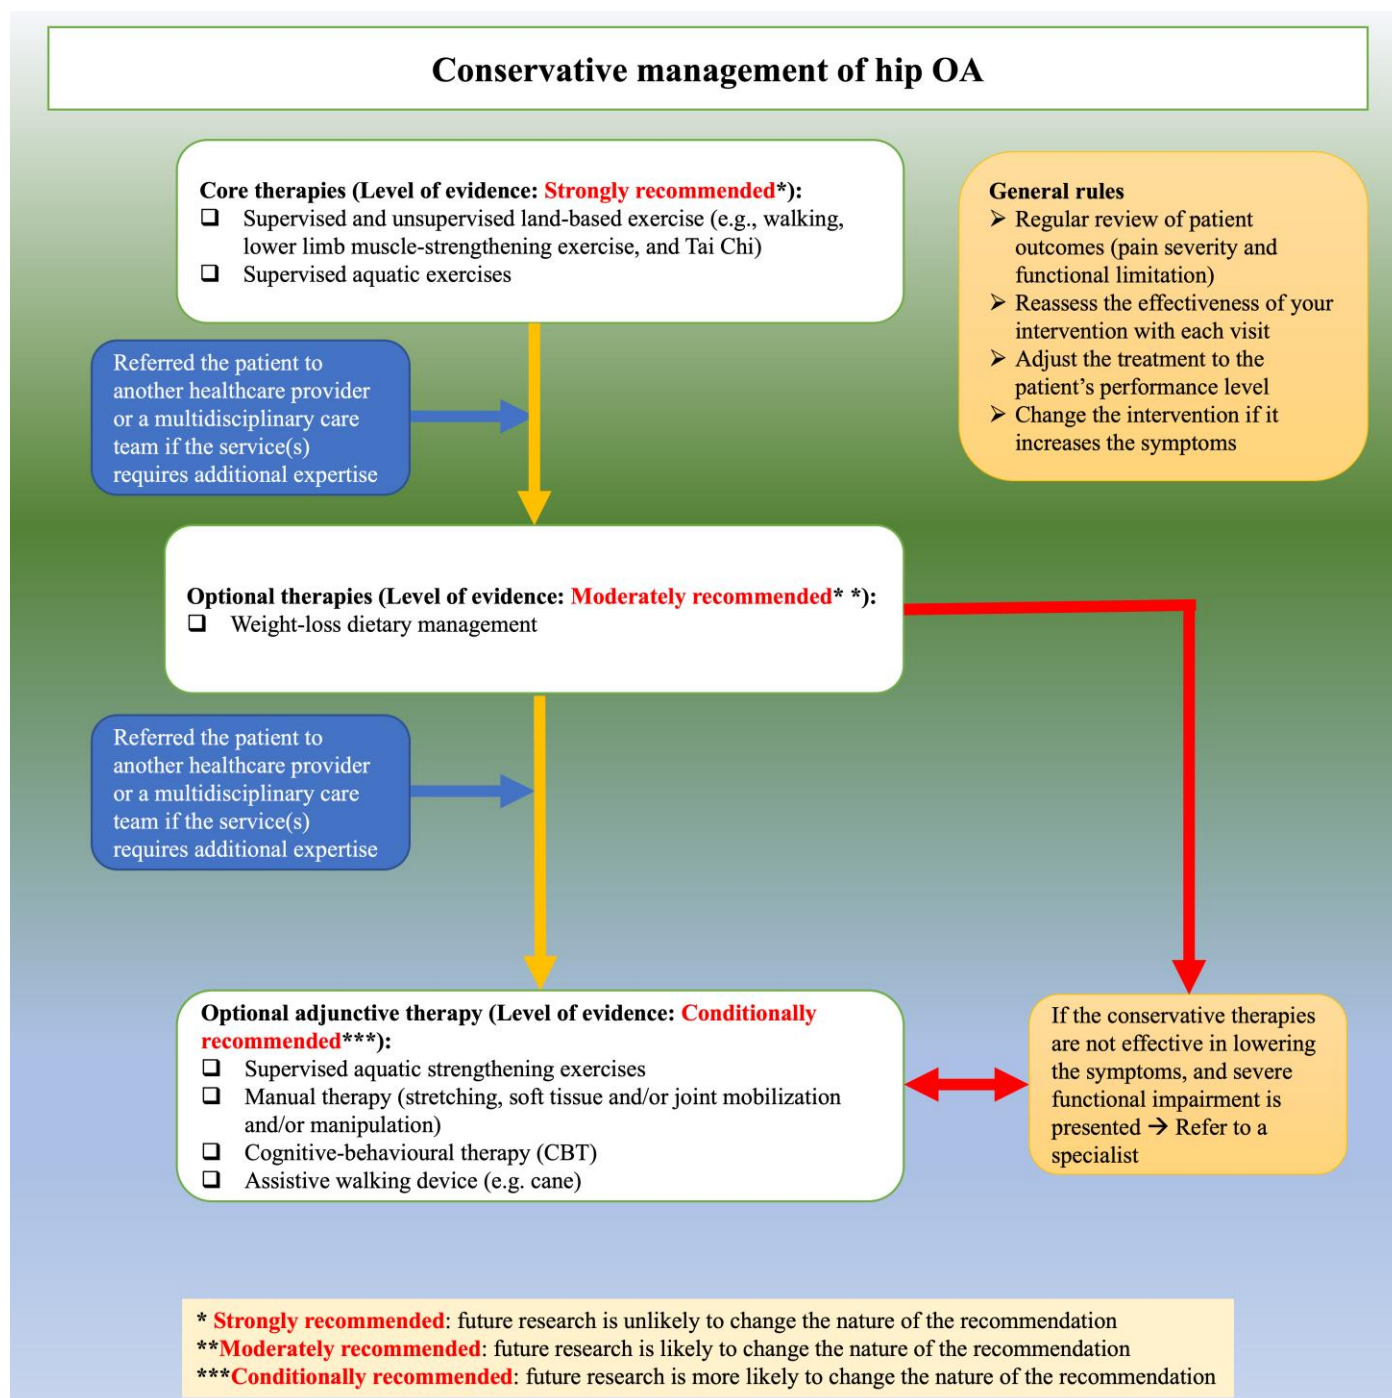 Conservative management of hip OA
Core therapies (Level of evidence: Strongly recommended*):
❑ Supervised and unsupervised land-based exercise (e.g., walking,
lower limb muscle-strengthening exercise, and Tai Chi)
❑ Supervised aquatic exercises
General rules
➢ Regular review of patient
outcomes (pain severity and
functional limitation)
➢ Reassess the effectiveness of your
intervention with each visit
➢ Adjust the treatment to the
patient’s performance level
➢ Change the intervention if it
increases the symptoms
Referred the patient to
another healthcare provider
or a multidisciplinary care
team if the service(s)
requires additional expertise
Optional therapies (Level of evidence: Moderately recommended* *):
❑ Weight-loss dietary management
Referred the patient to
another healthcare provider
or a multidisciplinary care
team if the service(s)
requires additional expertise
Optional adjunctive therapy (Level of evidence: Conditionally
recommended***):
❑ Supervised aquatic strengthening exercises
❑ Manual therapy (stretching, soft tissue and/or joint mobilization
and/or manipulation)
❑ Cognitive-behavioural therapy (CBT)
❑ Assistive walking device (e.g. cane)
If the conservative therapies
are not effective in lowering
the symptoms, and severe
functional impairment is
presented → Refer to a
specialist
* Strongly recommended: future research is unlikely to change the nature of the recommendation
**Moderately recommended: future research is likely to change the nature of the recommendation
***Conditionally recommended: future research is more likely to change the nature of the recommendation